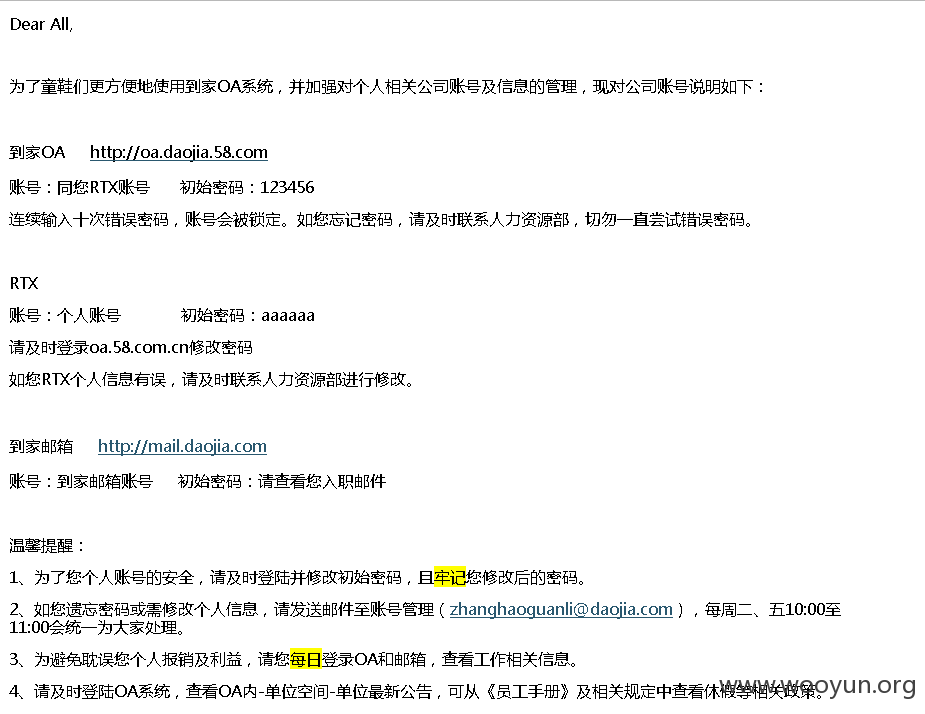 Dear All,
为了童鞋们更方便地使用到家OA系统，并加强对个人相关公司账号及信息的管理，现对公司账号说明如下：
到家OA http://oa.daojia.58.com
账号：同您RTX账号 初始密码：123456
连续输入十次错误密码，账号会被锁定。如您忘记密码，请及时联系人力资源部，切勿一直尝试错误密码。
RTX
账号：个人账号 初始密码：aaaaaa
请及时登录oa.58.com.cn修改密码
如您RTX个人信息有误，请及时联系人力资源部进行修改。
到家邮箱 http://mail.daojia.com
账号：到家邮箱账号 初始密码：请查看您入职邮件
温馨提醒：
1、为了您个人账号的安全，请及时登陆并修改初始密码，且牢记您修改后的密码。
2、如您遗忘密码或需修改个人信息，请发送邮件至账号管理（zhanghaoguanli@daojia.com），每周二、五10:00至
11:00会统一为大家处理。
3、为避免耽误您个人报销及利益，请您每日登录OA和邮箱，查看工作相关信息。
4、请及时登陆OA系统，查看OA内-单位空间-单位最新公告，可从《员工手册》及相关规定中查看休假等相关政策。
www.wooyun.org